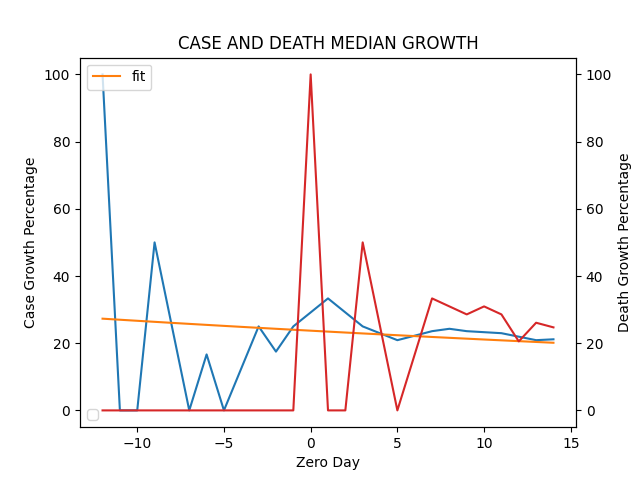 CASE AND DEATH MEDIAN GROWTH
fit
100
80
60
40
20
0
Case Growth Percentage
100
80
60
40
20
0
Death Growth Percentage
−10 −5 0 5 10 15
Zero Day